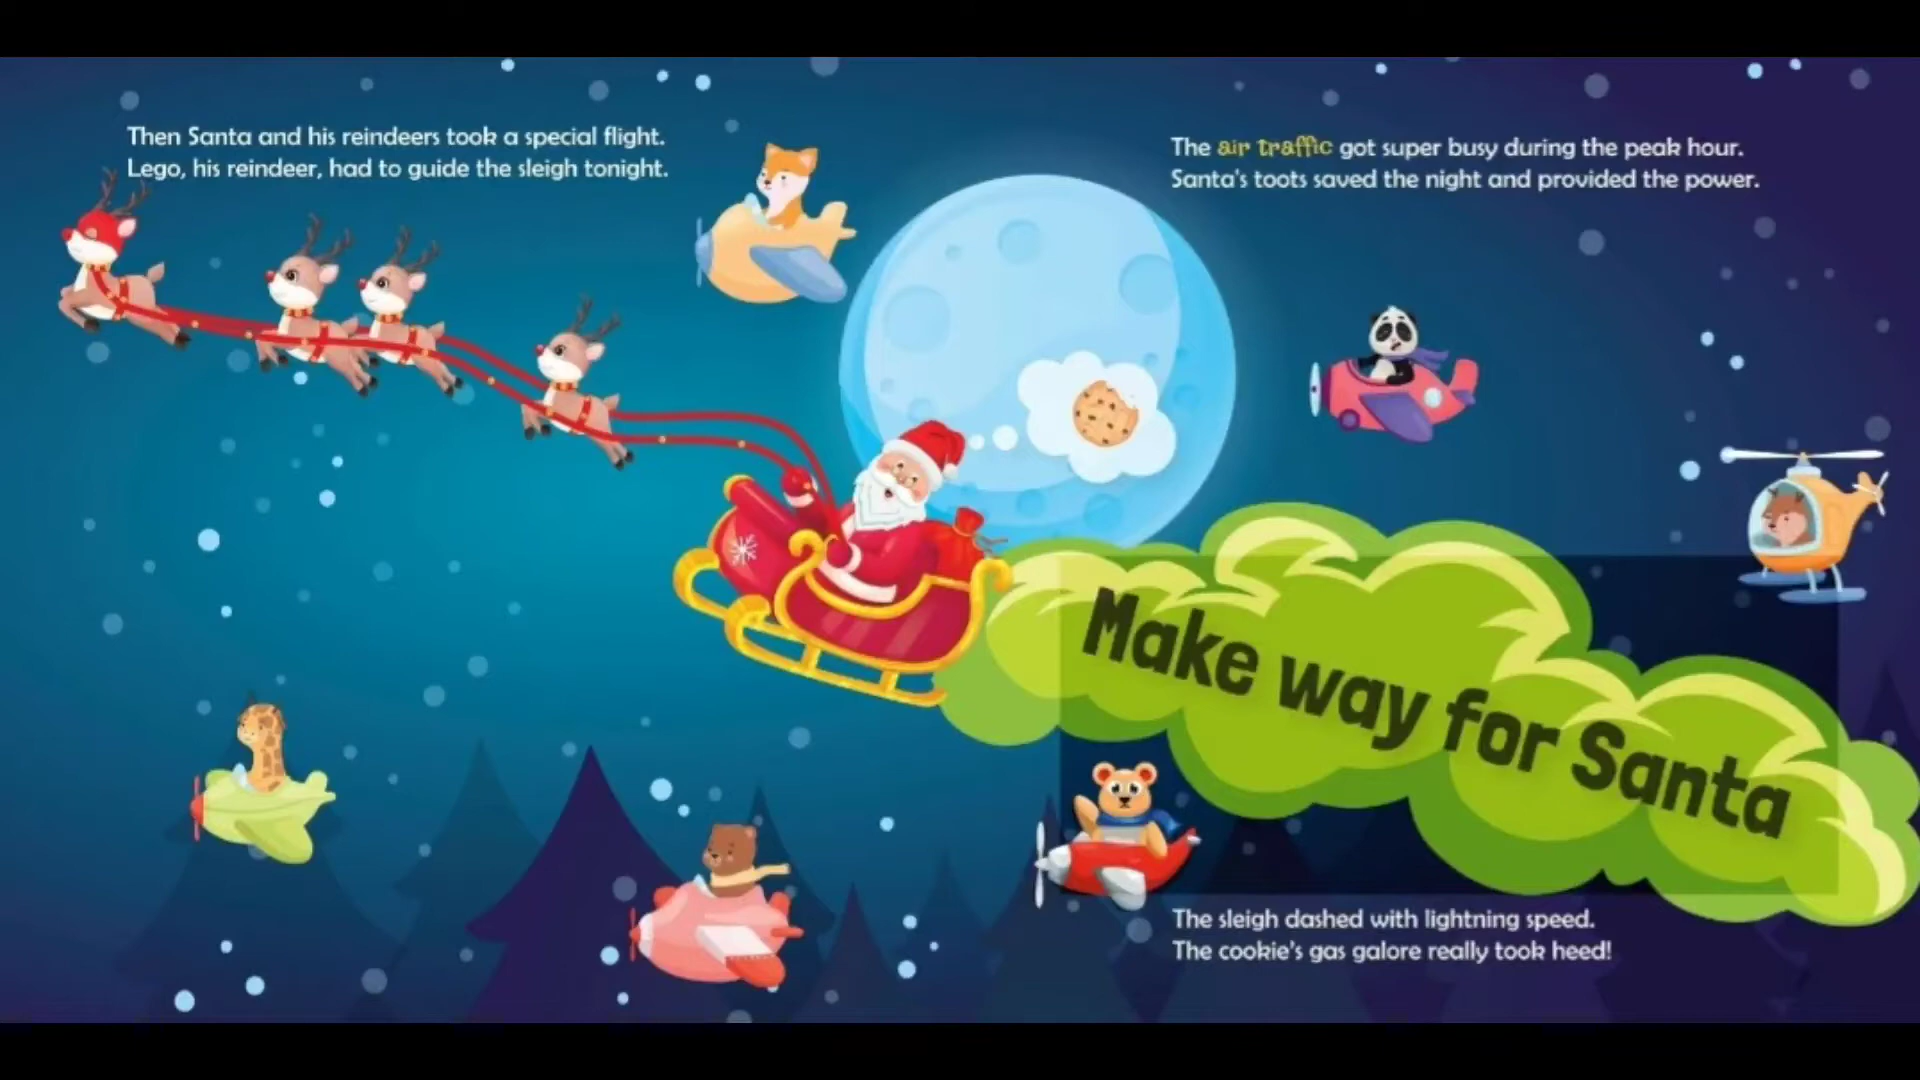 Then Santa and his reindeers took a special flight.
Lego, his reindeer, had to guide the sleigh tonight.
The air traffic got super busy during the peak hour.
Santa's toots saved the night and provided the power.
Make way for Santa
The sleigh dashed with lightning speed.
The cookie's gas galore really took heed!